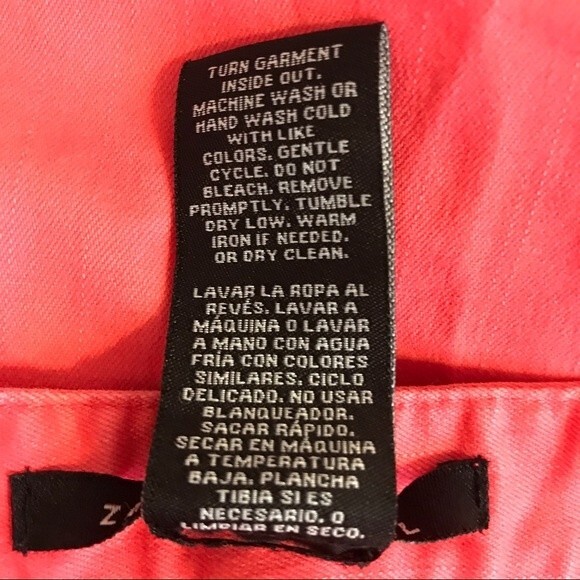 TURN GARMENT
INSIDE OUT.
MACHINE WASH OR
HAND WASH COLD
WITH LIKE
COLORS. GENTLE
CYCLE. DO NOT
BLEACH. REMOVE
PROMPTLY. TUMBLE
DRY LOW. WARM
IRON IF NEEDED.
OR DRY CLEAN.
LAVAR LA ROPA AL
REVÉS. LAVAR A
MÁQUINA O LAVAR
A MANO CON AGUA
FRÍA CON COLORES
SIMILARES. CICLO
DELICADO. NO USAR
BLANQUEADOR.
SACAR RÁPIDO.
SECAR EN MÁQUINA
A TEMPERATURA
BAJA. PLANCHA
TIBIA SI ES
NECESARIO. O
LIMPIAR EN SECO.